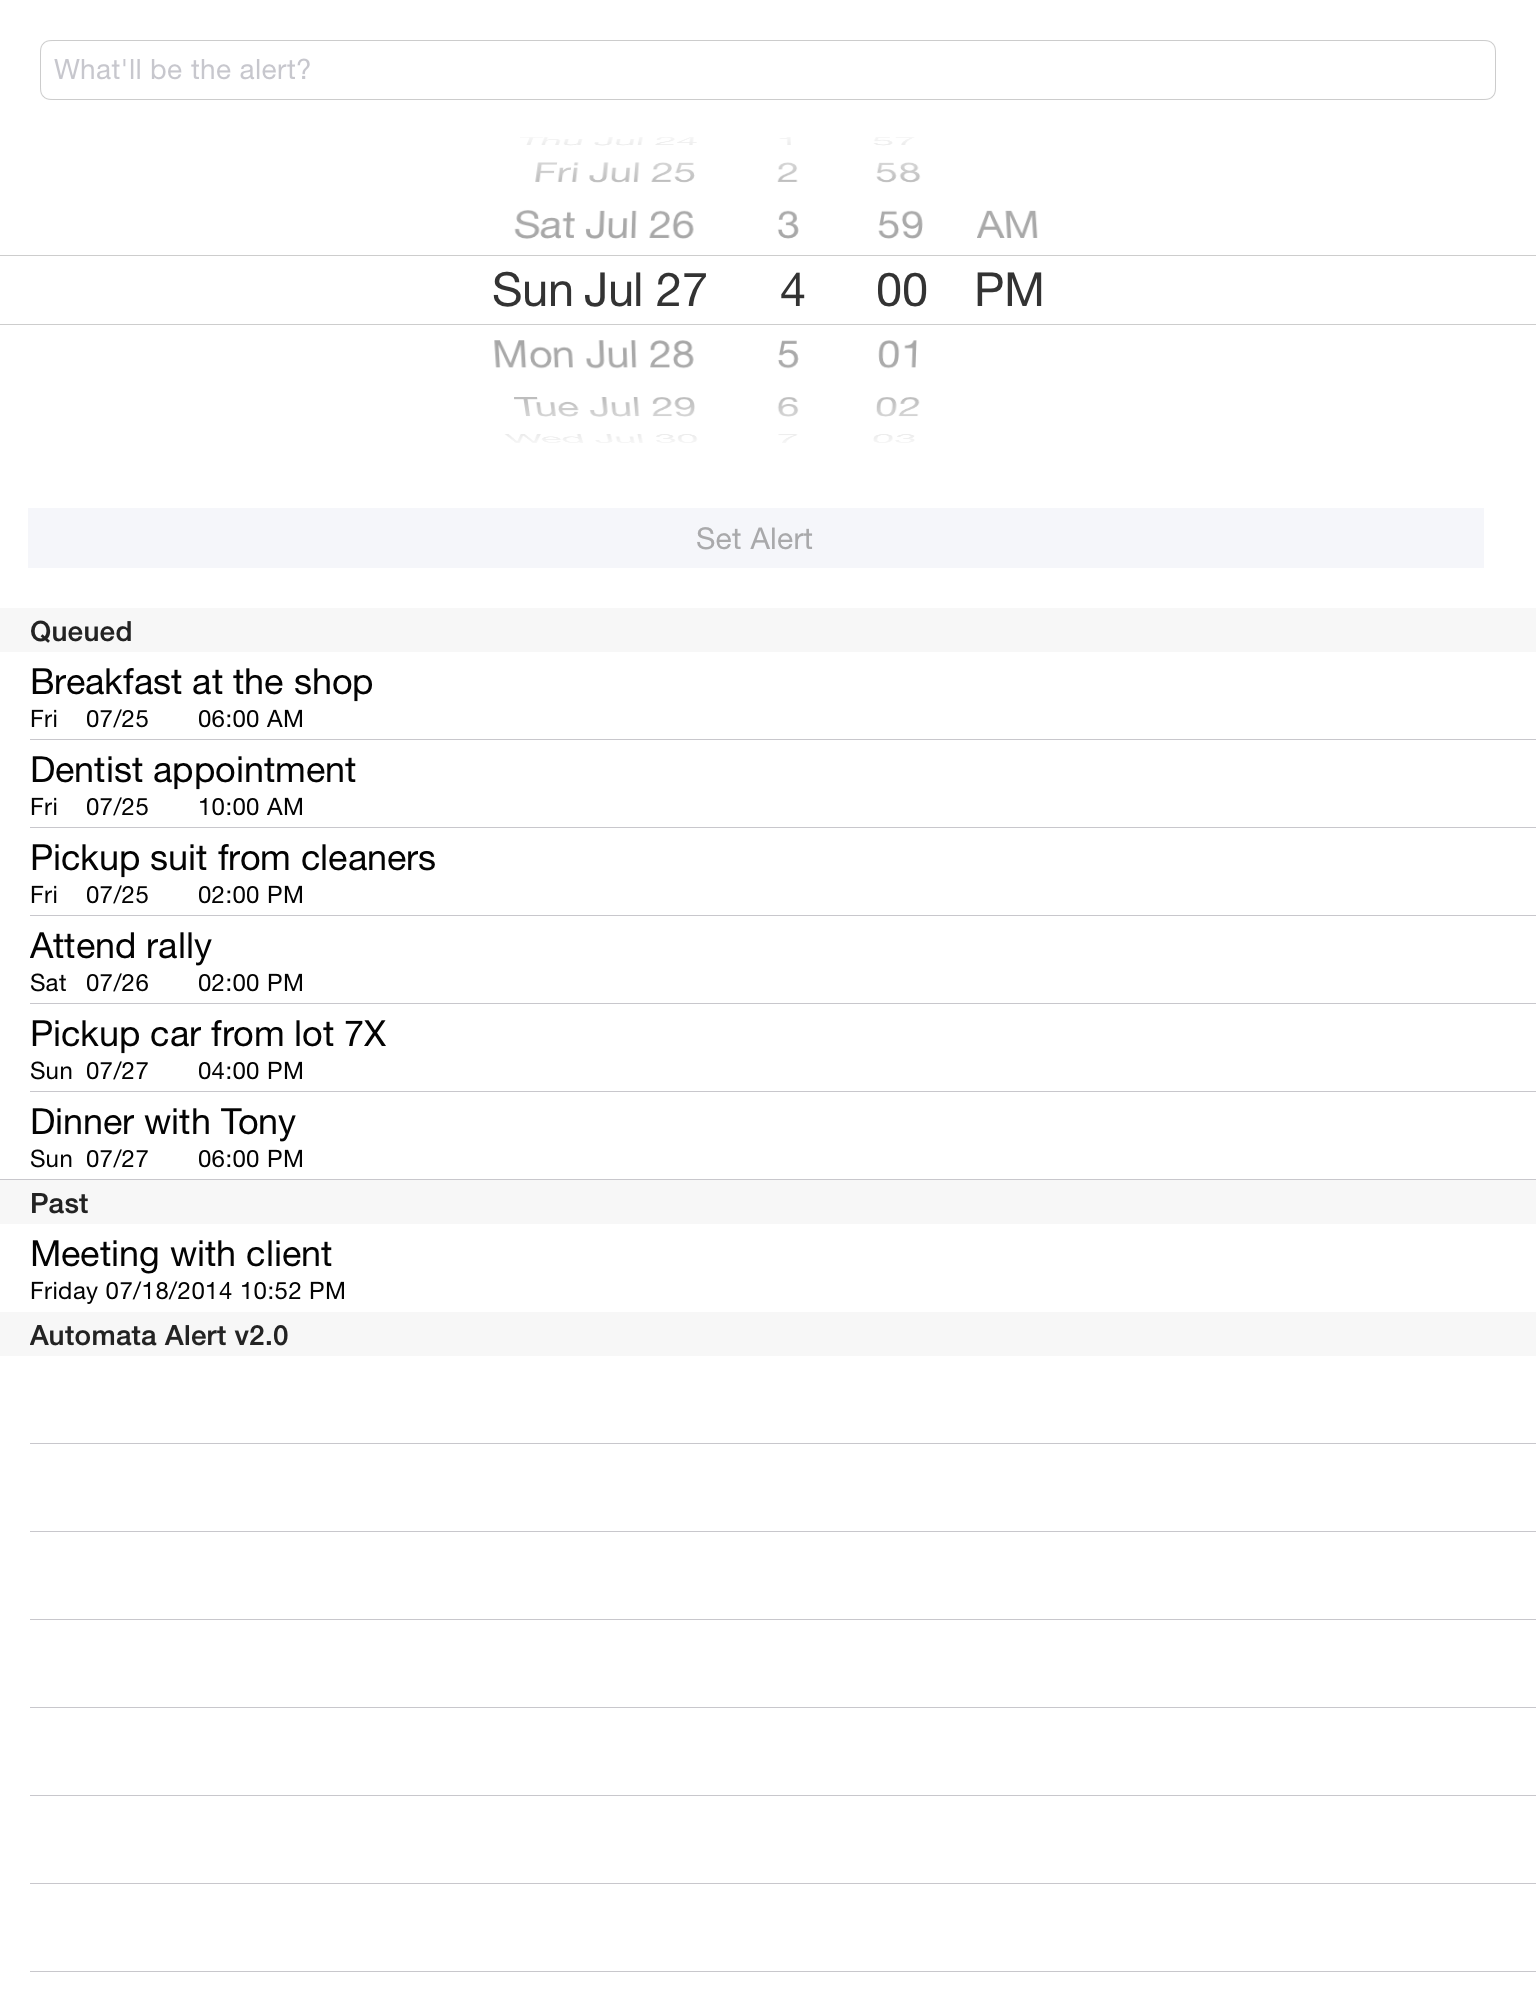 What'll be the alert?
Thu Jul 24 1 57
Fri Jul 25 2 58
Sat Jul 26 3 59 AM
Sun Jul 27 4 00 PM
Mon Jul 28 5 01
Tue Jul 29 6 02
Wed Jul 30 7 03
Set Alert
Queued
Breakfast at the shop
Fri 07/25 06:00 AM
Dentist appointment
Fri 07/25 10:00 AM
Pickup suit from cleaners
Fri 07/25 02:00 PM
Attend rally
Sat 07/26 02:00 PM
Pickup car from lot 7X
Sun 07/27 04:00 PM
Dinner with Tony
Sun 07/27 06:00 PM
Past
Meeting with client
Friday 07/18/2014 10:52 PM
Automata Alert v2.0